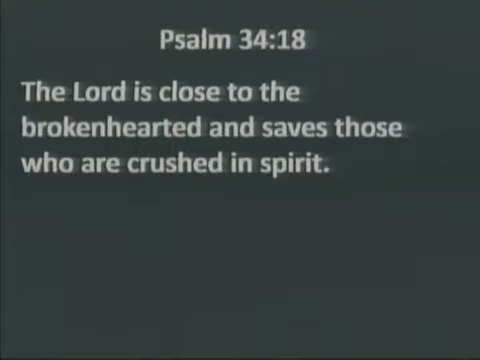 Psalm 34:18
The Lord is close to the
brokenhearted and saves those
who are crushed in spirit.